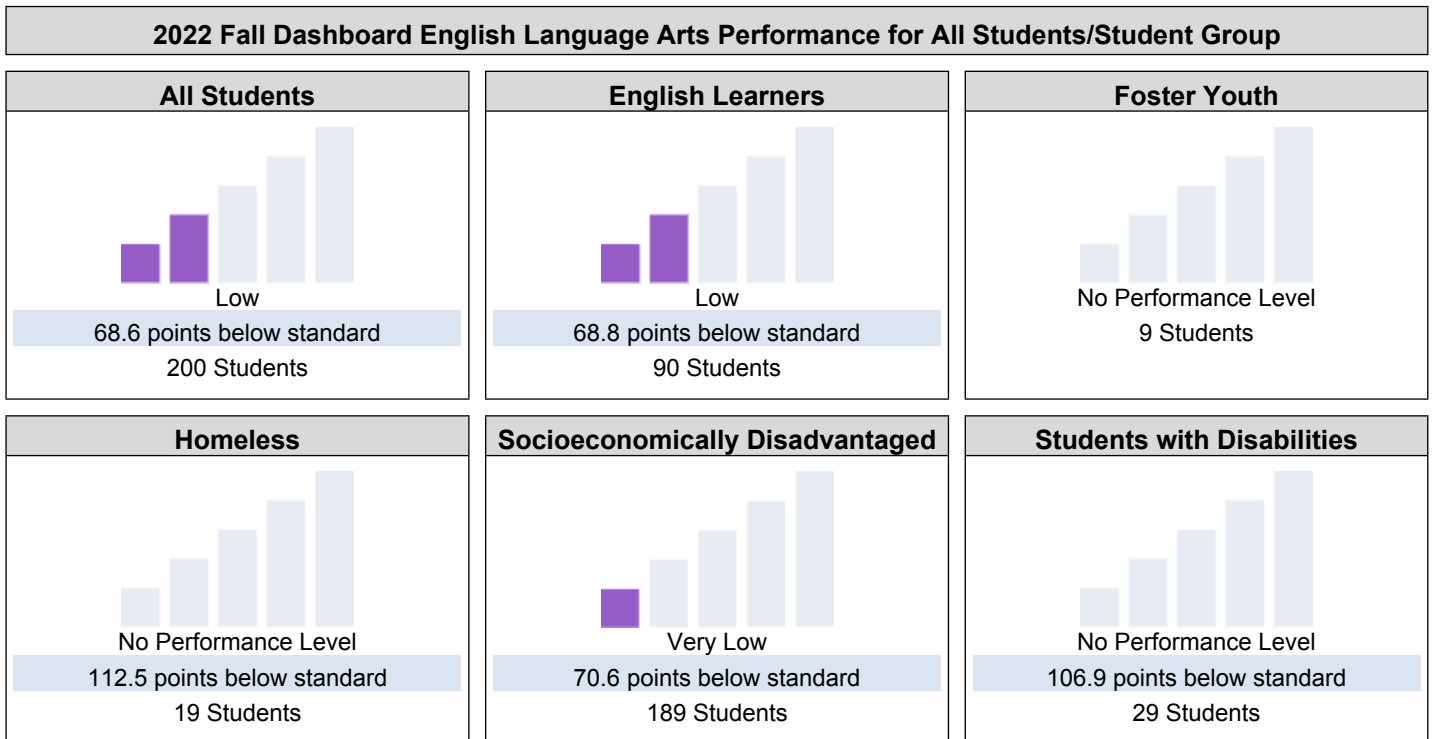 2022 Fall Dashboard English Language Arts Performance for All Students/Student Group
All Students
Low
68.6 points below standard
200 Students
English Learners
Low
68.8 points below standard
90 Students
Foster Youth
No Performance Level
9 Students
Homeless
No Performance Level
112.5 points below standard
19 Students
Socioeconomically Disadvantaged
Very Low
70.6 points below standard
189 Students
Students with Disabilities
No Performance Level
106.9 points below standard
29 Students